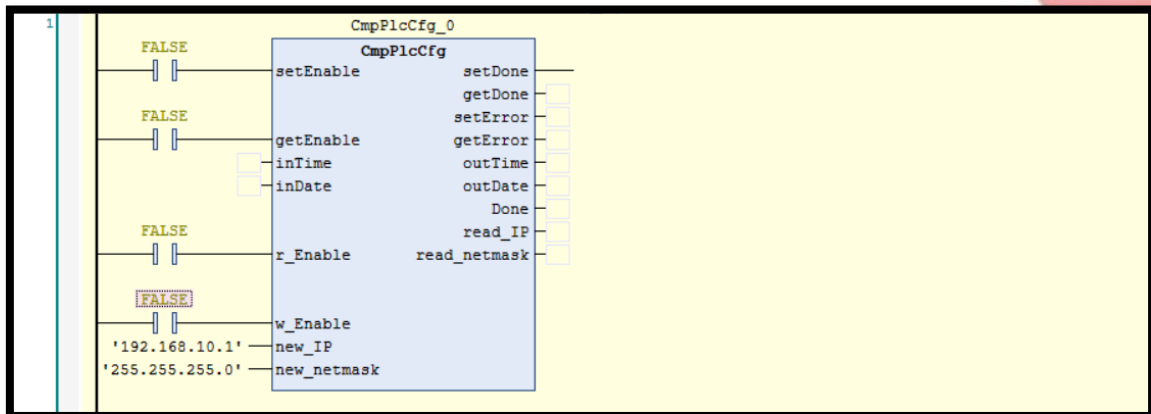 1
CmpPlcCfg_0
FALSE
CmpPlcCfg
setEnable setDone
getDone
FALSE setError
getEnable getError
inTime outTime
inDate outDate
Done
FALSE read_IP
r_Enable read_netmask
FALSE
w_Enable
'192.168.10.1' new_IP
'255.255.255.0' new_netmask